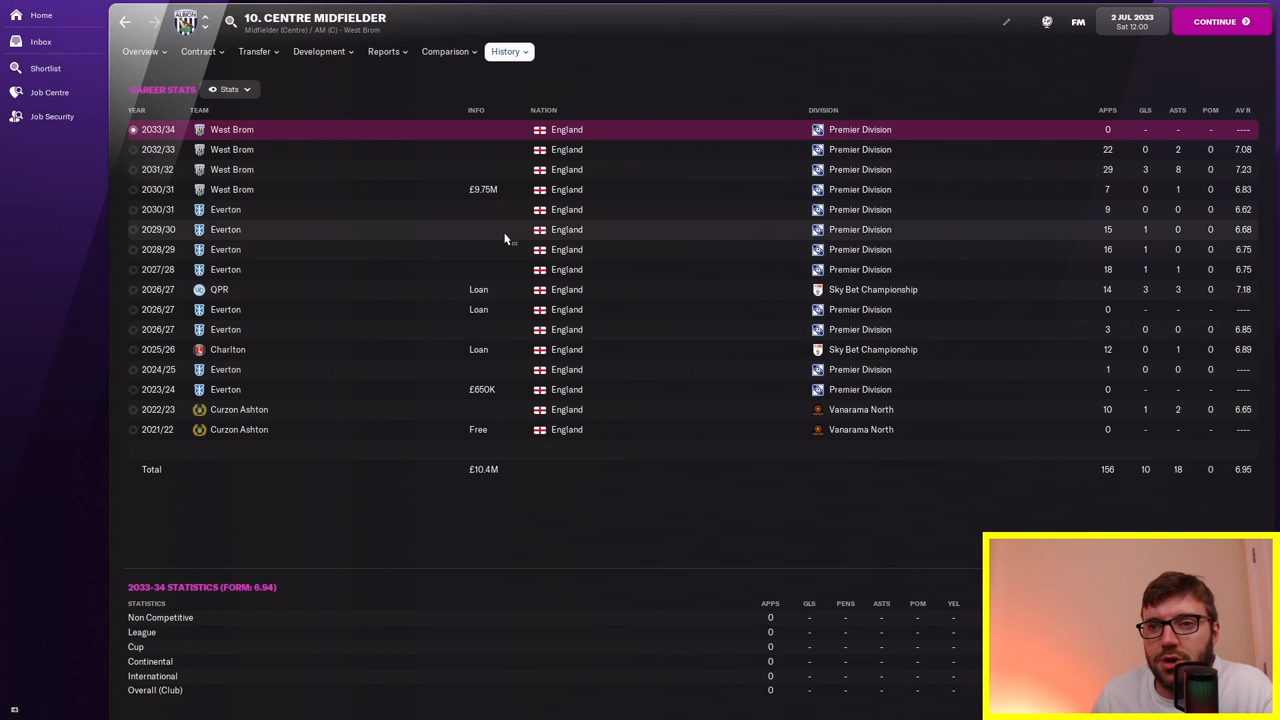 Home
Inbox
Shortlist
Job Centre
Job Security
10. CENTRE MIDFIELDER
Midfielder (Centre) / AM (C) - West Brom
FM
2 JUL 2033
Sat 12:00
CONTINUE
Overview Contract Transfer Development Reports Comparison History
CAREER STATS Stats
YEAR TEAM INFO NATION DIVISION APPS GLS ASTS POM AV R
2033/34 West Brom England Premier Division 0 - - - ----
2032/33 West Brom England Premier Division 22 0 2 0 7.08
2031/32 West Brom England Premier Division 29 3 8 0 7.23
2030/31 West Brom £9.75M England Premier Division 7 0 1 0 6.83
2030/31 Everton England Premier Division 9 0 0 0 6.62
2029/30 Everton England Premier Division 15 1 0 0 6.68
2028/29 Everton England Premier Division 16 1 0 0 6.75
2027/28 Everton England Premier Division 18 1 1 0 6.75
2026/27 QPR Loan England Sky Bet Championship 14 3 3 0 7.18
2026/27 Everton Loan England Premier Division 0 - - - ----
2026/27 Everton England Premier Division 3 0 0 0 6.85
2025/26 Charlton Loan England Sky Bet Championship 12 0 1 0 6.89
2024/25 Everton England Premier Division 1 0 0 0 ----
2023/24 Everton £650K England Premier Division 0 - - - ----
2022/23 Curzon Ashton England Vanarama North 10 1 2 0 6.65
2021/22 Curzon Ashton Free England Vanarama North 0 - - - ----
Total £10.4M 156 10 18 0 6.95
2033-34 STATISTICS (FORM: 6.94)
STATISTICS APPS GLS PENS ASTS POM YEL
Non Competitive 0 - - - - -
League 0 - - - - -
Cup 0 - - - - -
Continental 0 - - - - -
International 0 - - - - -
Overall (Club) 0 - - - - -